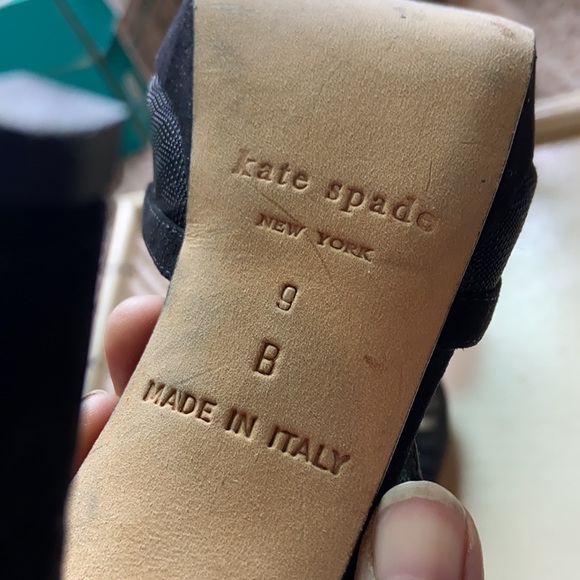 kate spade
NEW YORK
9
B
MADE IN ITALY